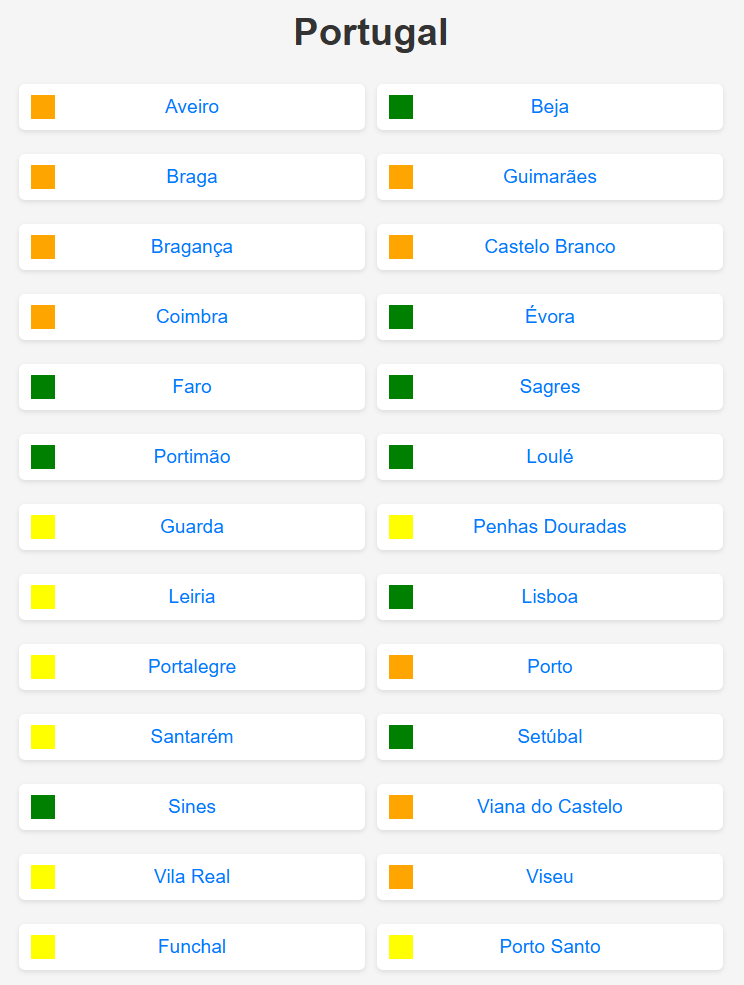 Portugal
Aveiro
Beja
Braga
Guimarães
Bragança
Castelo Branco
Coimbra
Évora
Faro
Sagres
Portimão
Loulé
Guarda
Penhas Douradas
Leiria
Lisboa
Portalegre
Porto
Santarém
Setúbal
Sines
Viana do Castelo
Vila Real
Viseu
Funchal
Porto Santo